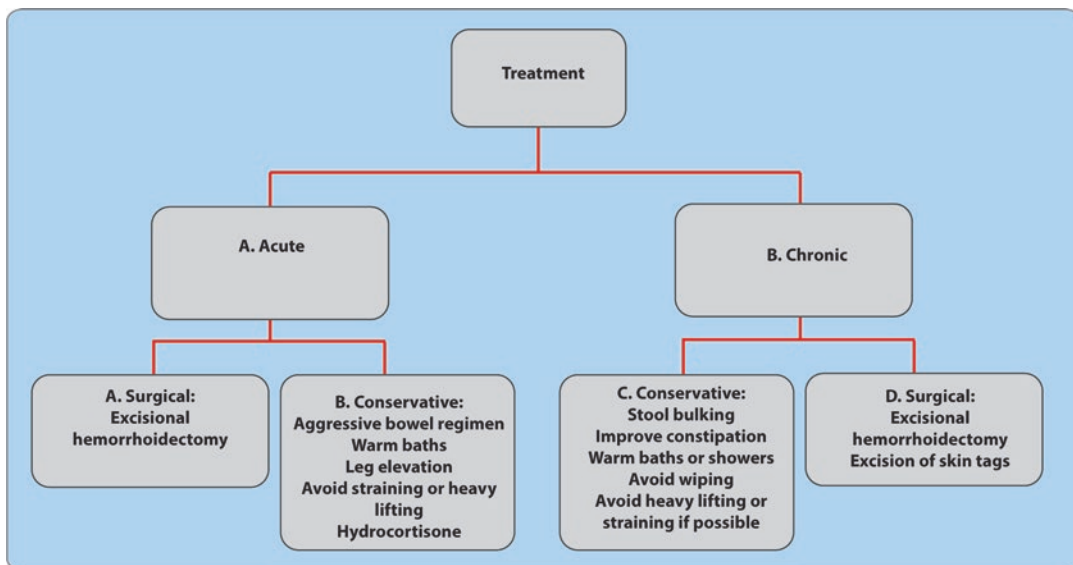 Treatment
A. Acute
B. Chronic
A. Surgical:
Excisional
hemorrhoidectomy
B. Conservative:
Aggressive bowel regimen
Warm baths
Leg elevation
Avoid straining or heavy
lifting
Hydrocortisone
C. Conservative:
Stool bulking
Improve constipation
Warm baths or showers
Avoid wiping
Avoid heavy lifting or
straining if possible
D. Surgical:
Excisional
hemorrhoidectomy
Excision of skin tags